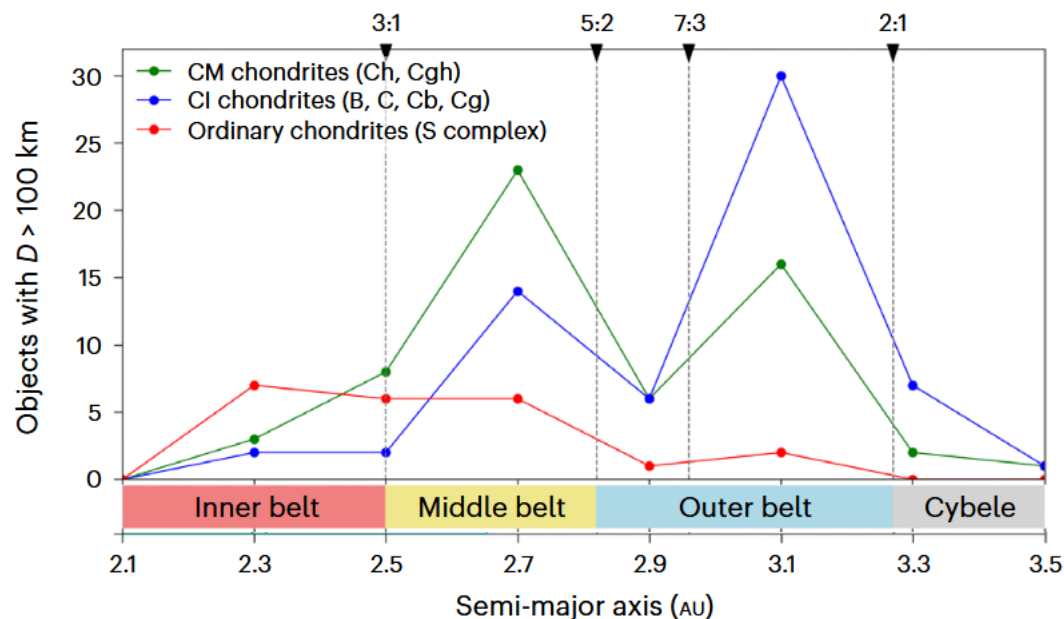 3:1 5:2 7:3 2:1
30
CM chondrites (Ch, Cgh)
CI chondrites (B, C, Cb, Cg)
25
Ordinary chondrites (S complex)
20
15
10
5
0
Objects with D > 100 km
Inner belt Middle belt Outer belt Cybele
2.1 2.3 2.5 2.7 2.9 3.1 3.3 3.5
Semi-major axis (AU)